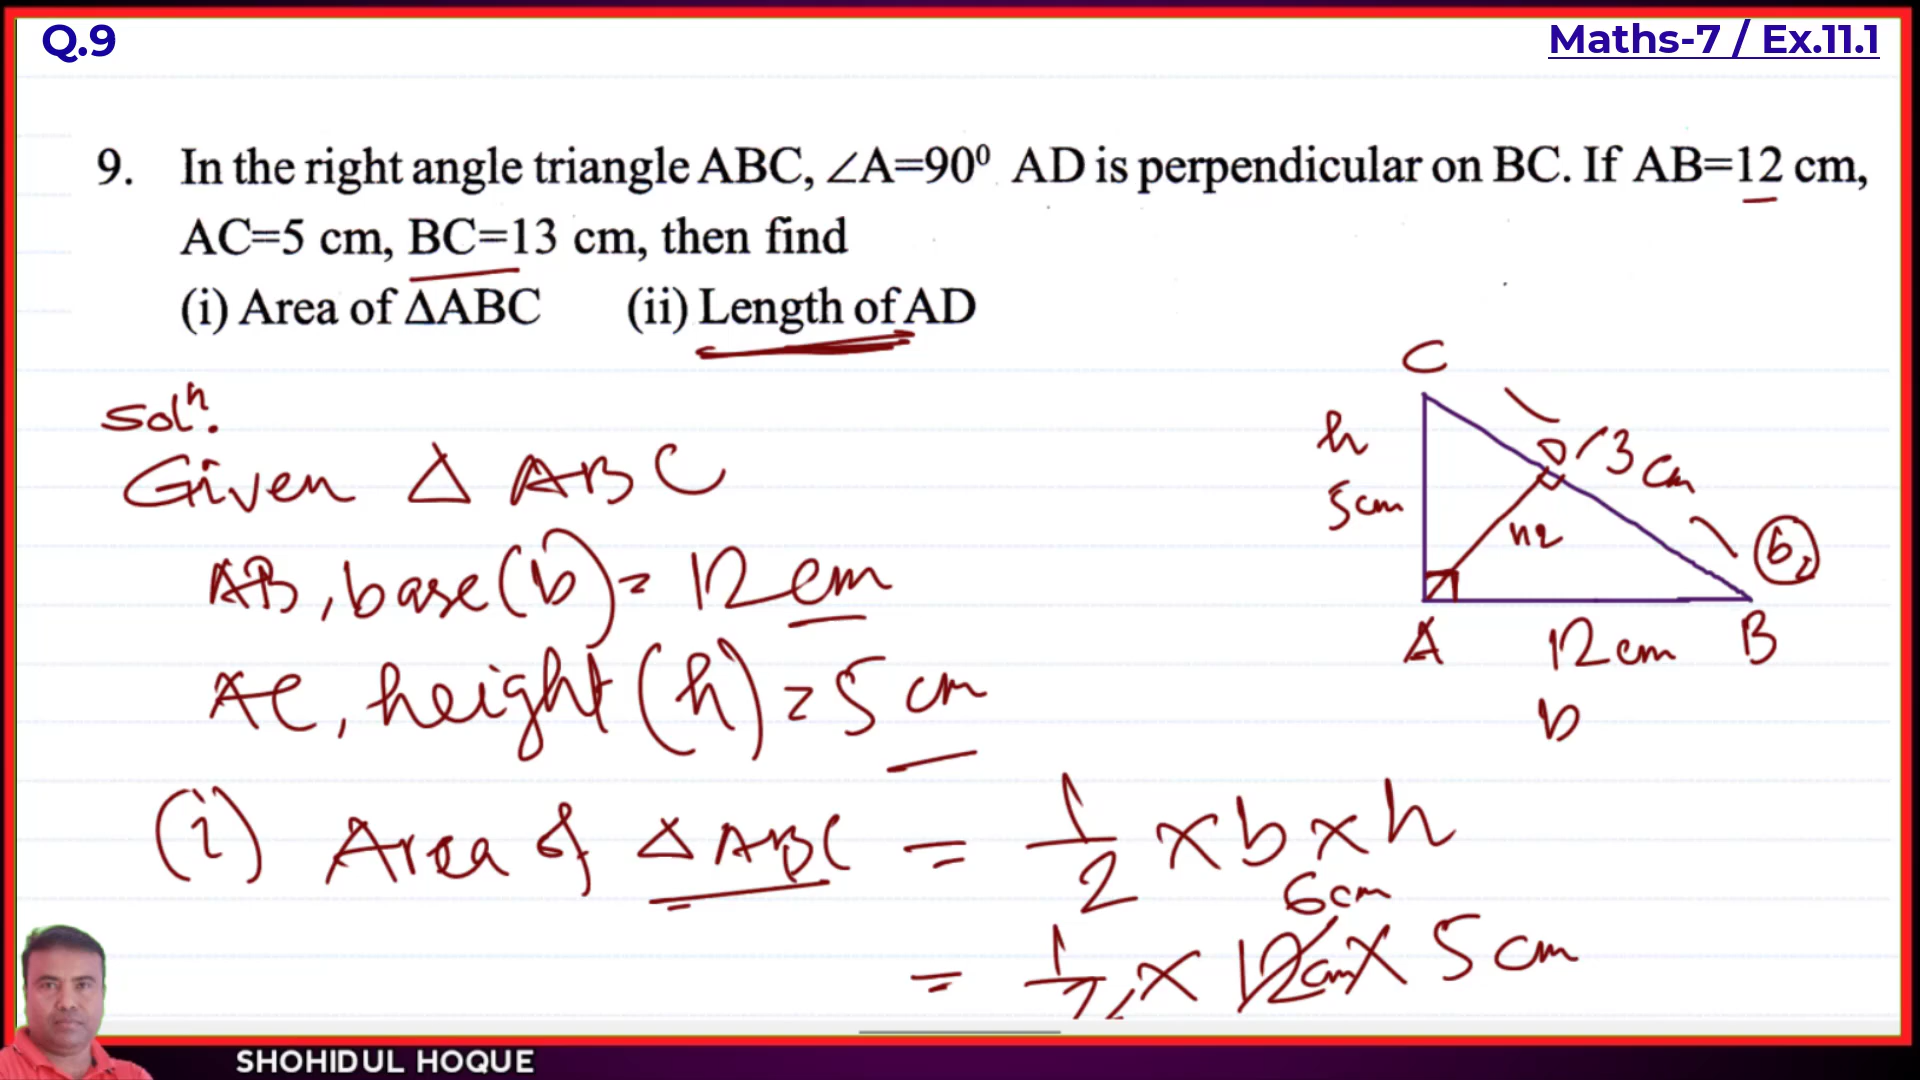 Q.9
Maths-7 / Ex.11.1
9. In the right angle triangle ABC, ∠A=90⁰ AD is perpendicular on BC. If AB=12 cm,
AC=5 cm, BC=13 cm, then find
(i) Area of ΔABC (ii) Length of AD
Solⁿ.
Given Δ ABC
AB, base(b) = 12 cm
AC, height (h) = 5 cm
(i) Area of Δ ABC = 1/2 × b × h
6cm
= 1/2 × 12cm × 5 cm
C
h
5cm
D
13 cm
h2
b2
A
12cm
B
b
SHOHIDUL HOQUE